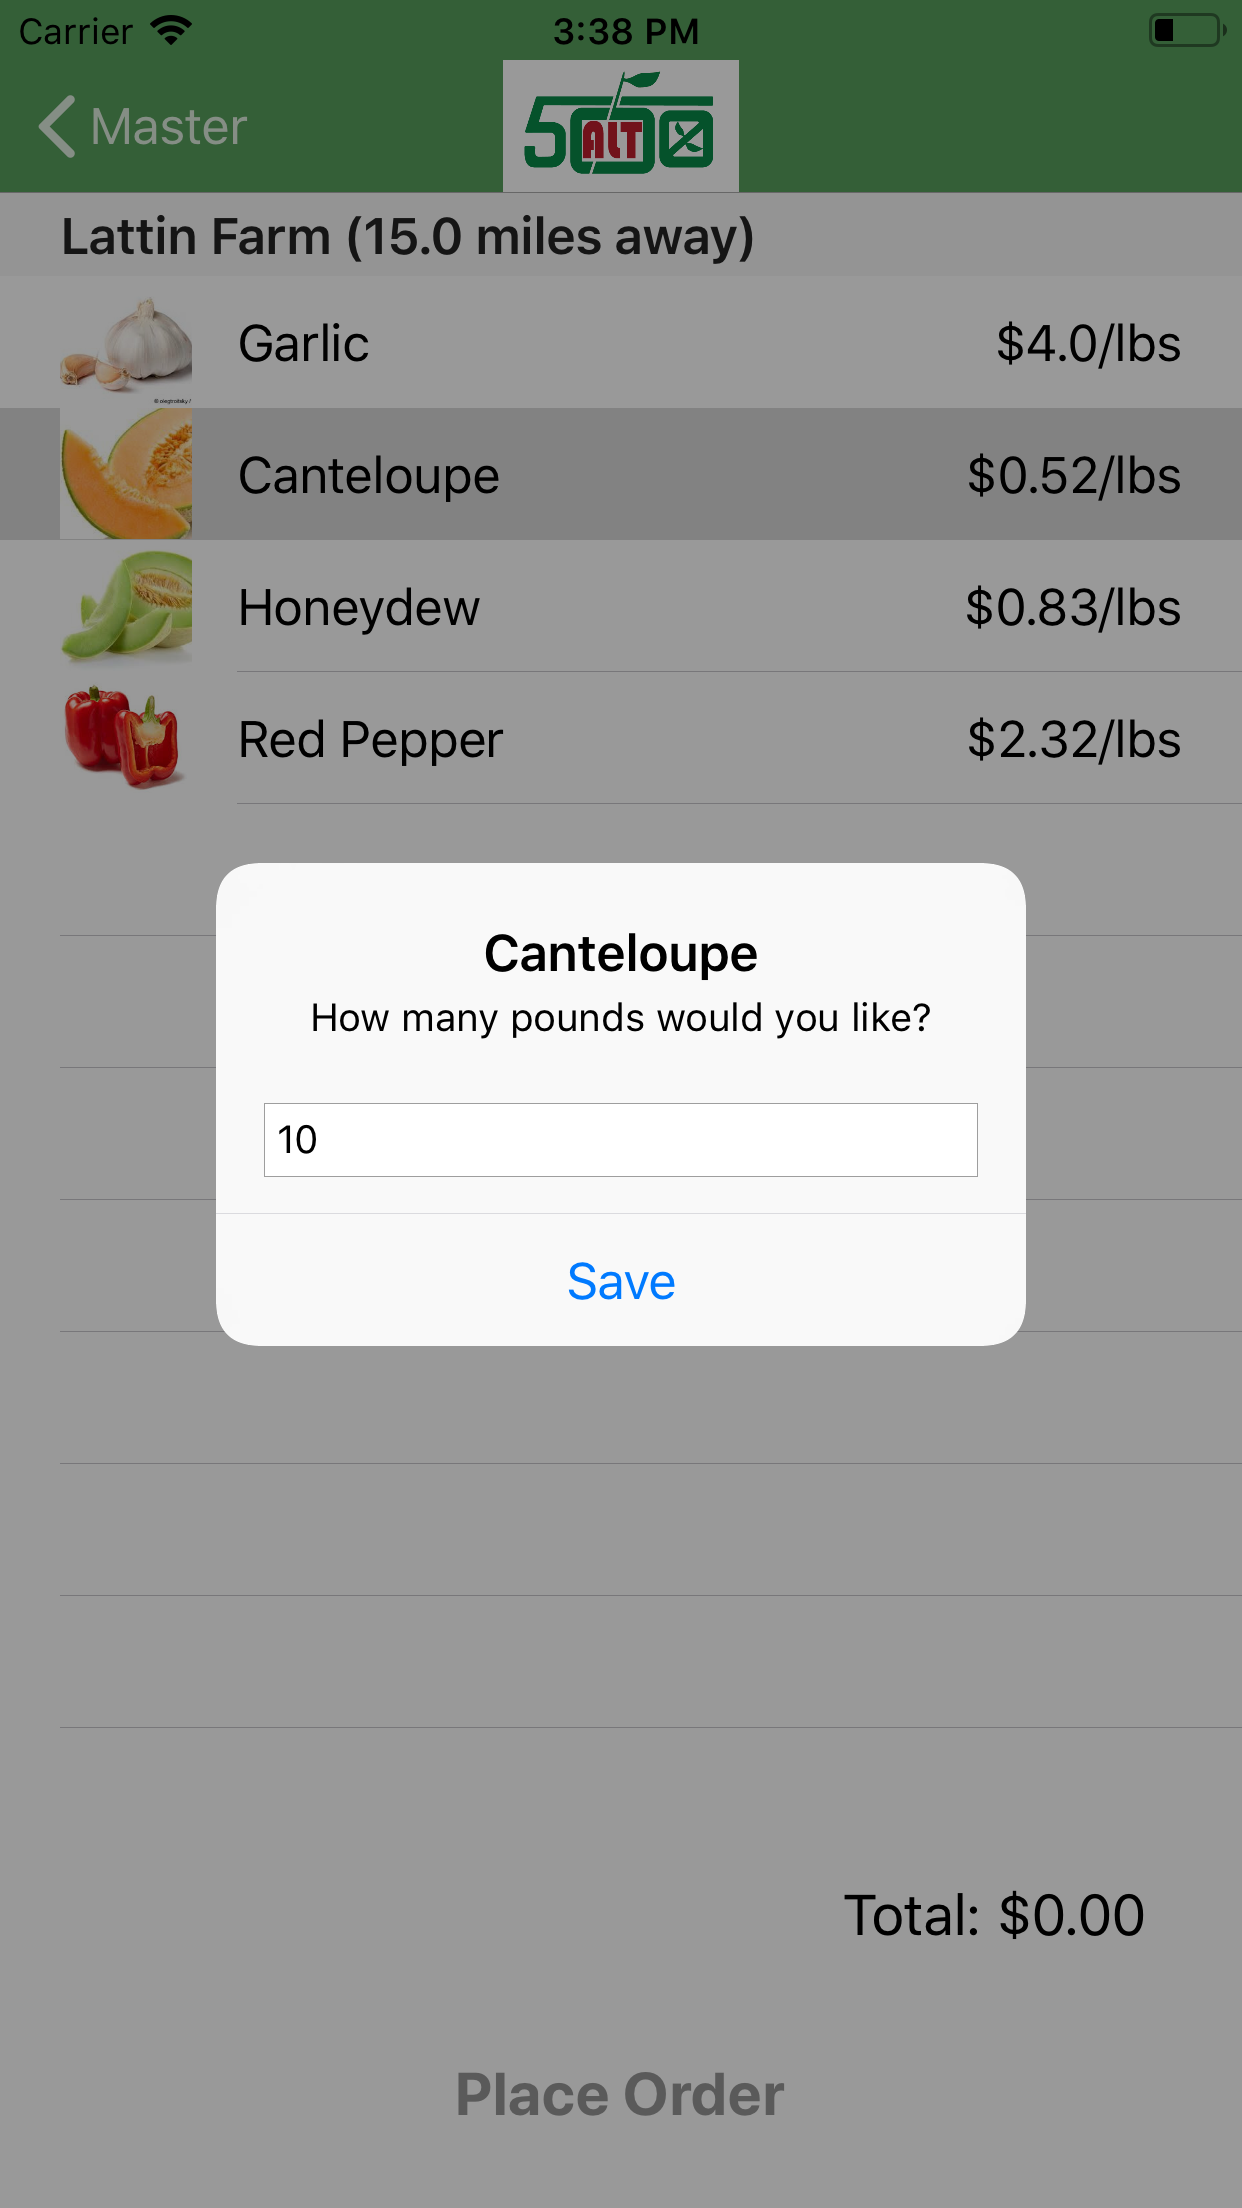 Carrier 3:38 PM
Master
5 ALT 0
Lattin Farm (15.0 miles away)
Garlic $4.0/lbs
Canteloupe $0.52/lbs
Honeydew $0.83/lbs
Red Pepper $2.32/lbs
Canteloupe
How many pounds would you like?
10
Save
Total: $0.00
Place Order